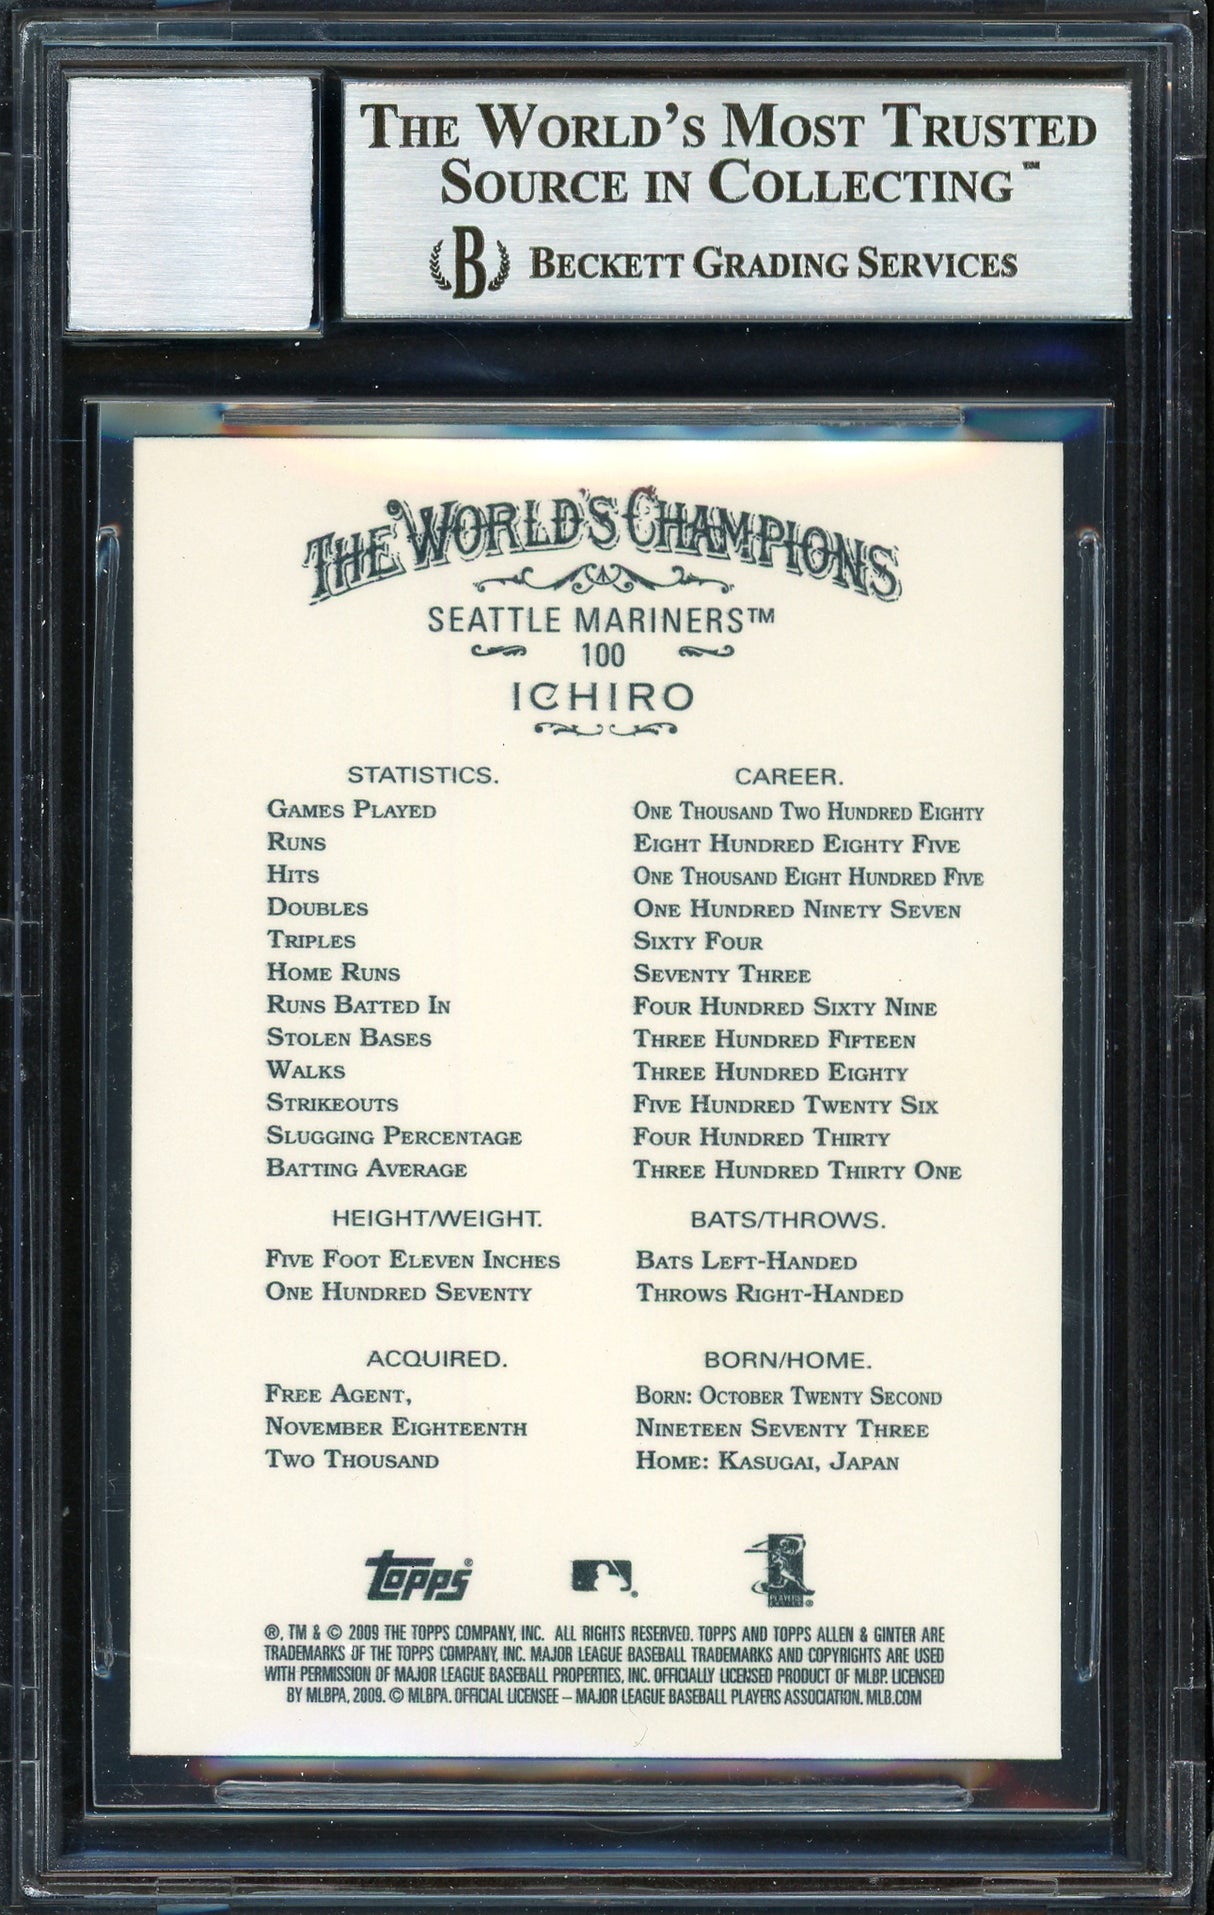 THE WORLD'S MOST TRUSTED
SOURCE IN COLLECTING™
B BECKETT GRADING SERVICES
THE WORLD'S CHAMPIONS
SEATTLE MARINERS™
100
ICHIRO
STATISTICS. CAREER.
GAMES PLAYED ONE THOUSAND TWO HUNDRED EIGHTY
RUNS EIGHT HUNDRED EIGHTY FIVE
HITS ONE THOUSAND EIGHT HUNDRED FIVE
DOUBLES ONE HUNDRED NINETY SEVEN
TRIPLES SIXTY FOUR
HOME RUNS SEVENTY THREE
RUNS BATTED IN FOUR HUNDRED SIXTY NINE
STOLEN BASES THREE HUNDRED FIFTEEN
WALKS THREE HUNDRED EIGHTY
STRIKEOUTS FIVE HUNDRED TWENTY SIX
SLUGGING PERCENTAGE FOUR HUNDRED THIRTY
BATTING AVERAGE THREE HUNDRED THIRTY ONE
HEIGHT/WEIGHT. BATS/THROWS.
FIVE FOOT ELEVEN INCHES BATS LEFT-HANDED
ONE HUNDRED SEVENTY THROWS RIGHT-HANDED
ACQUIRED. BORN/HOME.
FREE AGENT, BORN: OCTOBER TWENTY SECOND
NOVEMBER EIGHTEENTH NINETEEN SEVENTY THREE
TWO THOUSAND HOME: KASUGAI, JAPAN
Topps® ® PLAYERS ®
®, TM & © 2009 THE TOPPS COMPANY, INC. ALL RIGHTS RESERVED. TOPPS AND TOPPS ALLEN & GINTER ARE
TRADEMARKS OF THE TOPPS COMPANY, INC. MAJOR LEAGUE BASEBALL TRADEMARKS AND COPYRIGHTS ARE USED
WITH PERMISSION OF MAJOR LEAGUE BASEBALL PROPERTIES, INC. OFFICIALLY LICENSED PRODUCT OF MLBP. LICENSED
BY MLBPA, 2009. © MLBPA. OFFICIAL LICENSEE – MAJOR LEAGUE BASEBALL PLAYERS ASSOCIATION. MLB.COM